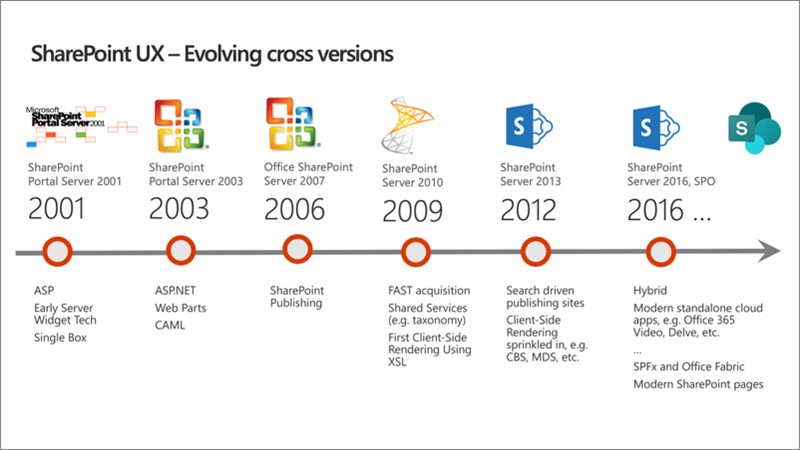 SharePoint UX – Evolving cross versions
Microsoft
SharePoint
Portal Server 2001
S
S
S
SharePoint
Portal Server 2001
SharePoint
Portal Server 2003
Office SharePoint
Server 2007
SharePoint
Server 2010
SharePoint
Server 2013
SharePoint
Server 2016, SPO
2001
2003
2006
2009
2012
2016 ...
ASP
Early Server
Widget Tech
Single Box
ASP.NET
Web Parts
CAML
SharePoint
Publishing
FAST acquisition
Shared Services
(e.g. taxonomy)
First Client-Side
Rendering Using
XSL
Search driven
publishing sites
Client-Side
Rendering
sprinkled in, e.g.
CBS, MDS, etc.
Hybrid
Modern standalone cloud
apps, e.g. Office 365
Video, Delve, etc.
...
SPFx and Office Fabric
Modern SharePoint pages